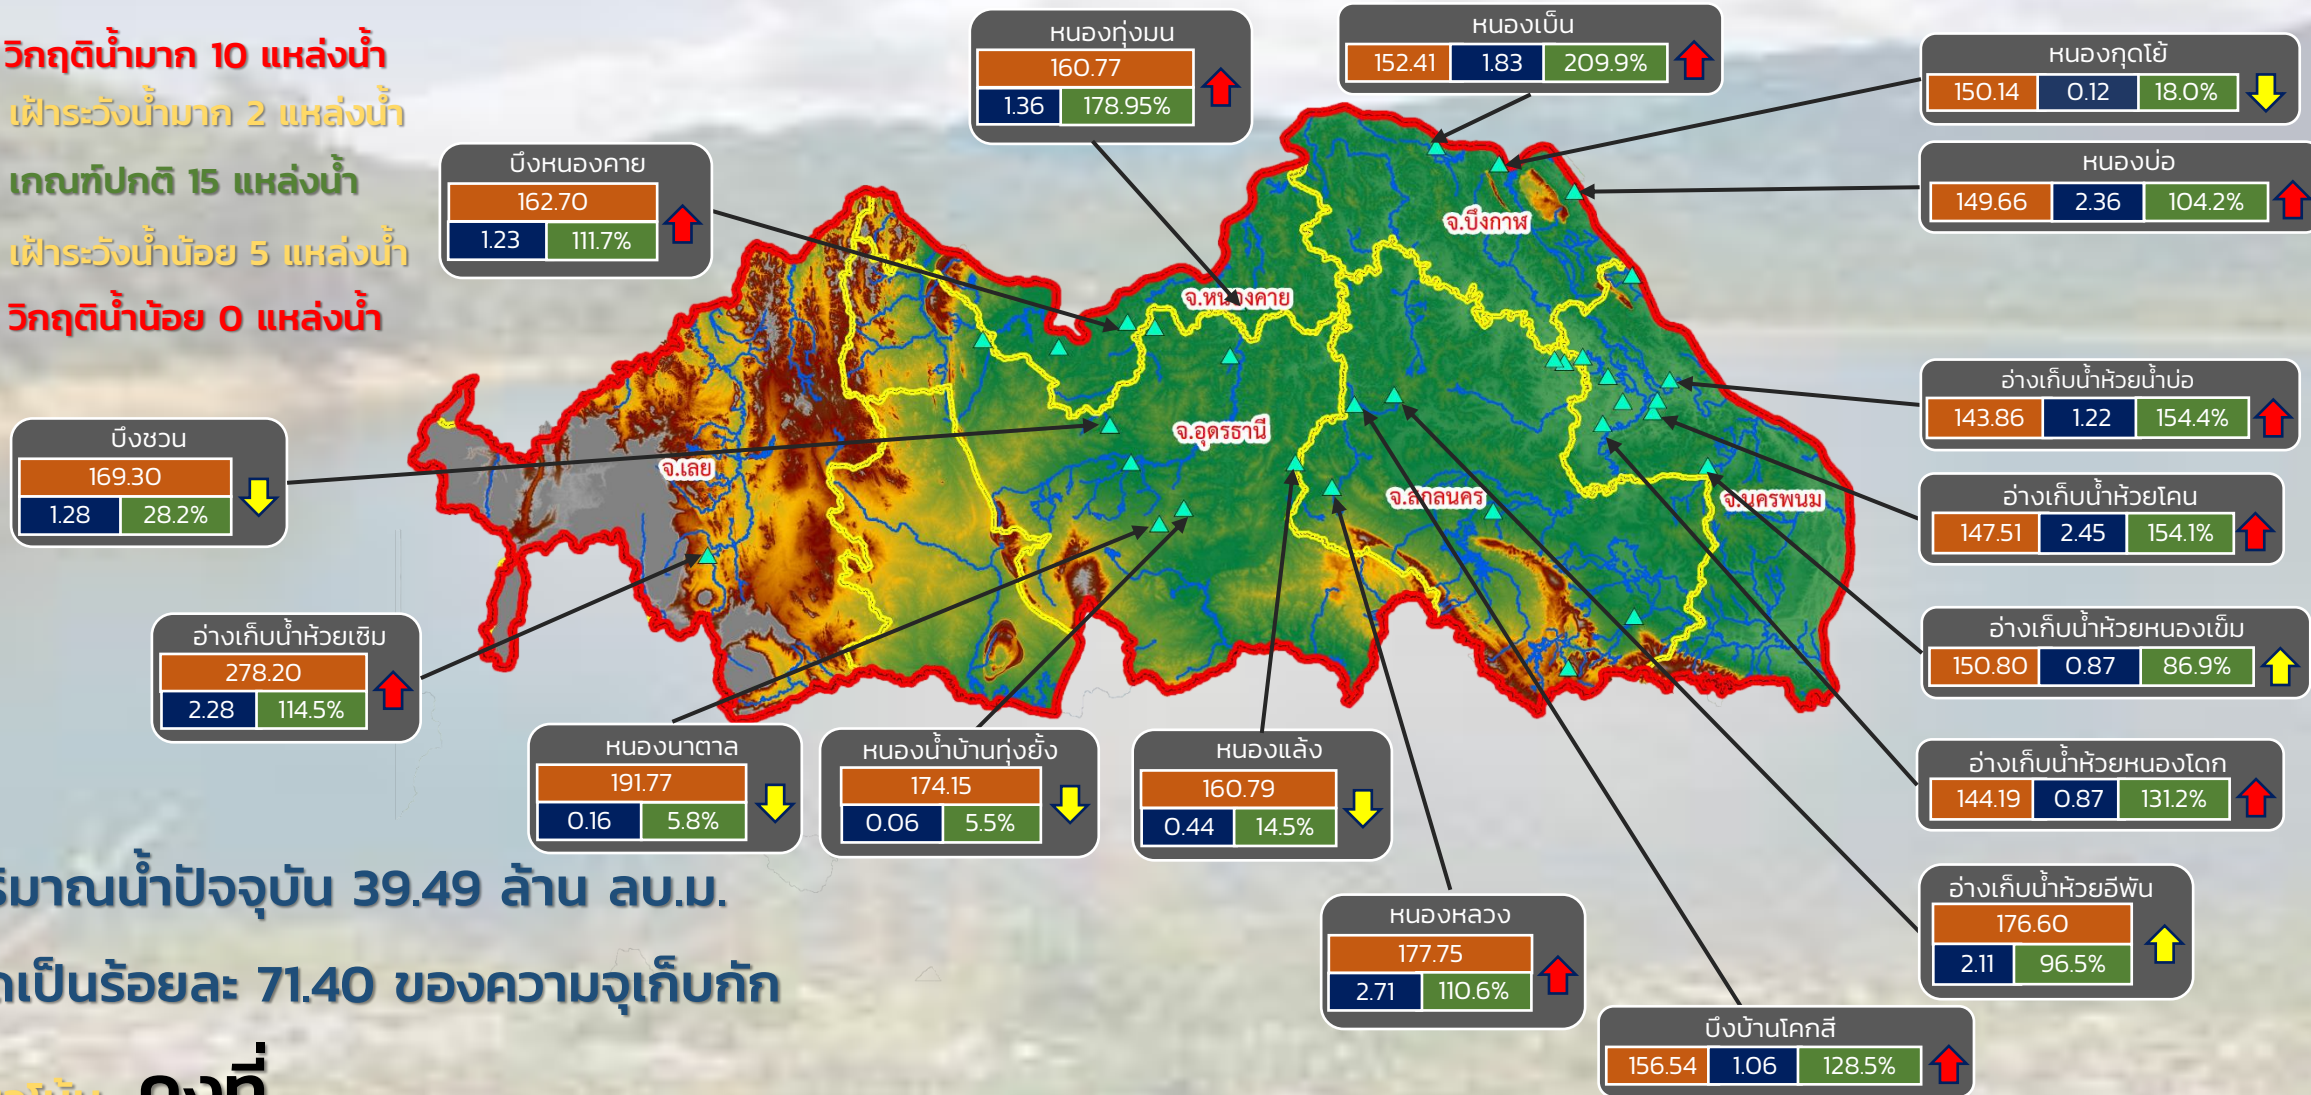 วิกฤติน้ำมาก 10 แหล่งน้ำ
เฝ้าระวังน้ำมาก 2 แหล่งน้ำ
เกณฑ์ปกติ 15 แหล่งน้ำ
เฝ้าระวังน้ำน้อย 5 แหล่งน้ำ
วิกฤติน้ำน้อย 0 แหล่งน้ำ
หนองทุ่งมน
160.77
1.36 178.95%
หนองเบ็น
152.41 1.83 209.9%
หนองกุดโย้
150.14 0.12 18.0%
หนองบ่อ
149.66 2.36 104.2%
บึงหนองคาย
162.70
1.23 111.7%
จ.บึงกาฬ
จ.หนองคาย
จ.อุดรธานี
จ.เลย
จ.สกลนคร
จ.นครพนม
บึงชวน
169.30
1.28 28.2%
อ่างเก็บน้ำห้วยน้ำบ่อ
143.86 1.22 154.4%
อ่างเก็บน้ำห้วยโคน
147.51 2.45 154.1%
อ่างเก็บน้ำห้วยหนองเข็ม
150.80 0.87 86.9%
อ่างเก็บน้ำห้วยหนองโดก
144.19 0.87 131.2%
อ่างเก็บน้ำห้วยอีพัน
176.60
2.11 96.5%
อ่างเก็บน้ำห้วยเซิม
278.20
2.28 114.5%
หนองนาตาล
191.77
0.16 5.8%
หนองน้ำบ้านทุ่งยั้ง
174.15
0.06 5.5%
หนองแล้ง
160.79
0.44 14.5%
หนองหลวง
177.75
2.71 110.6%
บึงบ้านโคกสี
156.54 1.06 128.5%
ริมาณน้ำปัจจุบัน 39.49 ล้าน ลบ.ม.
ดเป็นร้อยละ 71.40 ของความจุเก็บกัก
คงที่